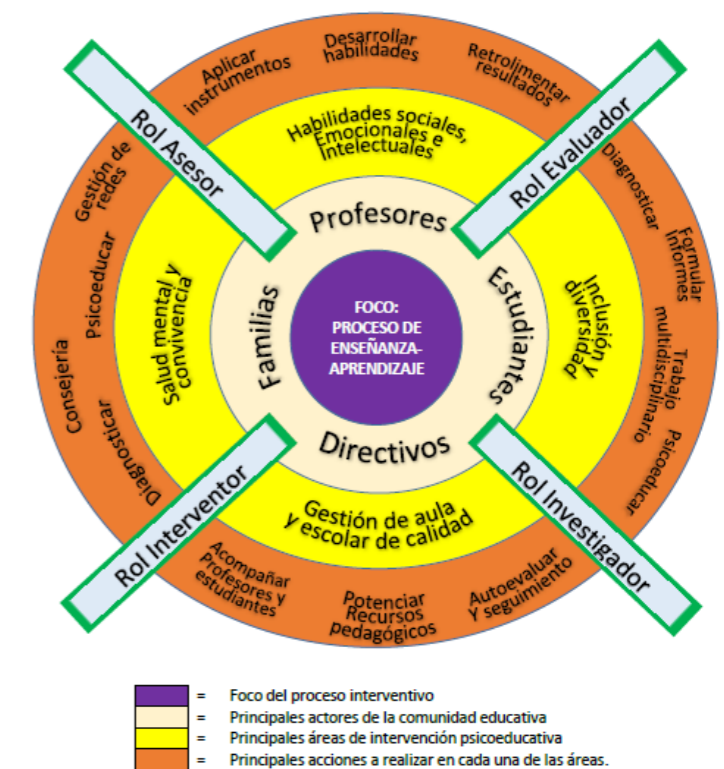 Aplicar
instrumentos
Desarrollar
habilidades
Retrolimentar
resultados
Rol Asesor
Rol Evaluador
Habilidades sociales,
Emocionales e
Intelectuales
Gestión de
redes
Psicoeducar
Consejería
Diagnosticar
Salud mental y
convivencia
Profesores
Familias
Estudiantes
Directivos
FOCO:
PROCESO DE
ENSEÑANZA-
APRENDIZAJE
Inclusión y
diversidad
Diagnosticar
Formular
Informes
Trabajo
multidisciplinario
Psicoeducar
Gestión de aula
y escolar de calidad
Rol Interventor
Rol Investigador
Acompañar
Profesores y
estudiantes
Potenciar
Recursos
pedagógicos
Autoevaluar
Y seguimiento
= Foco del proceso interventivo
= Principales actores de la comunidad educativa
= Principales áreas de intervención psicoeducativa
= Principales acciones a realizar en cada una de las áreas.